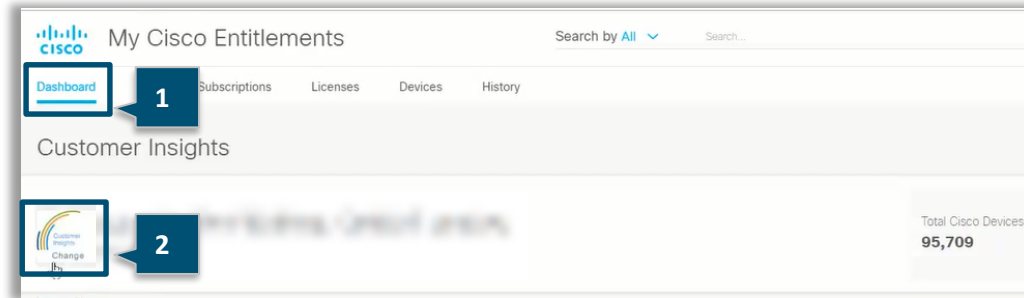 CISCO My Cisco Entitlements Search by All Search...
Dashboard 1 Subscriptions Licenses Devices History
Customer Insights
Customer
Insights
Change
2
Total Cisco Devices
95,709